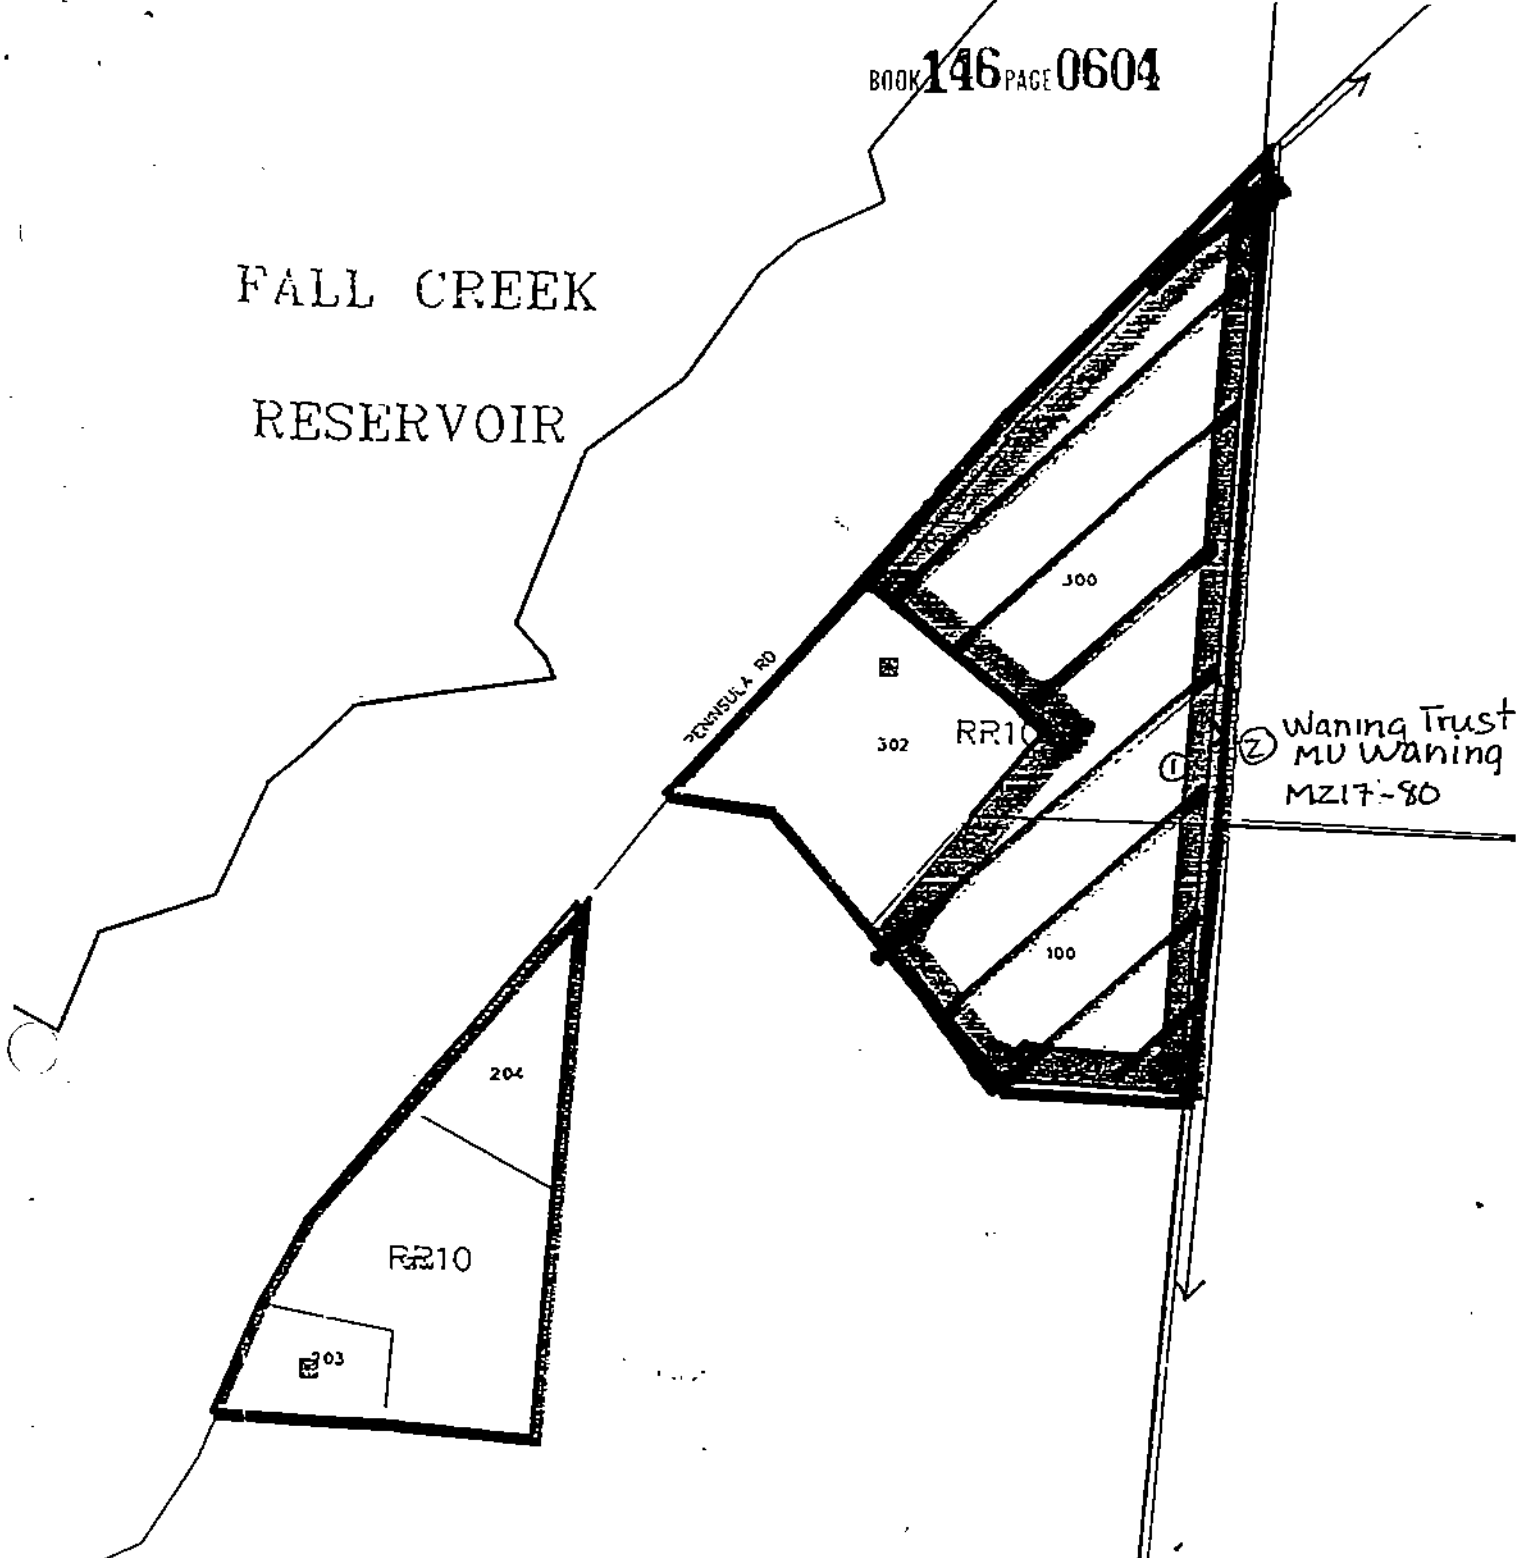 BOOK 146 PAGE 0604
FALL CREEK
RESERVOIR
300
PENINSULA RD
302
RR10
① ② Waning Trust
MU Waning
MZ17-80
100
204
RR10
203